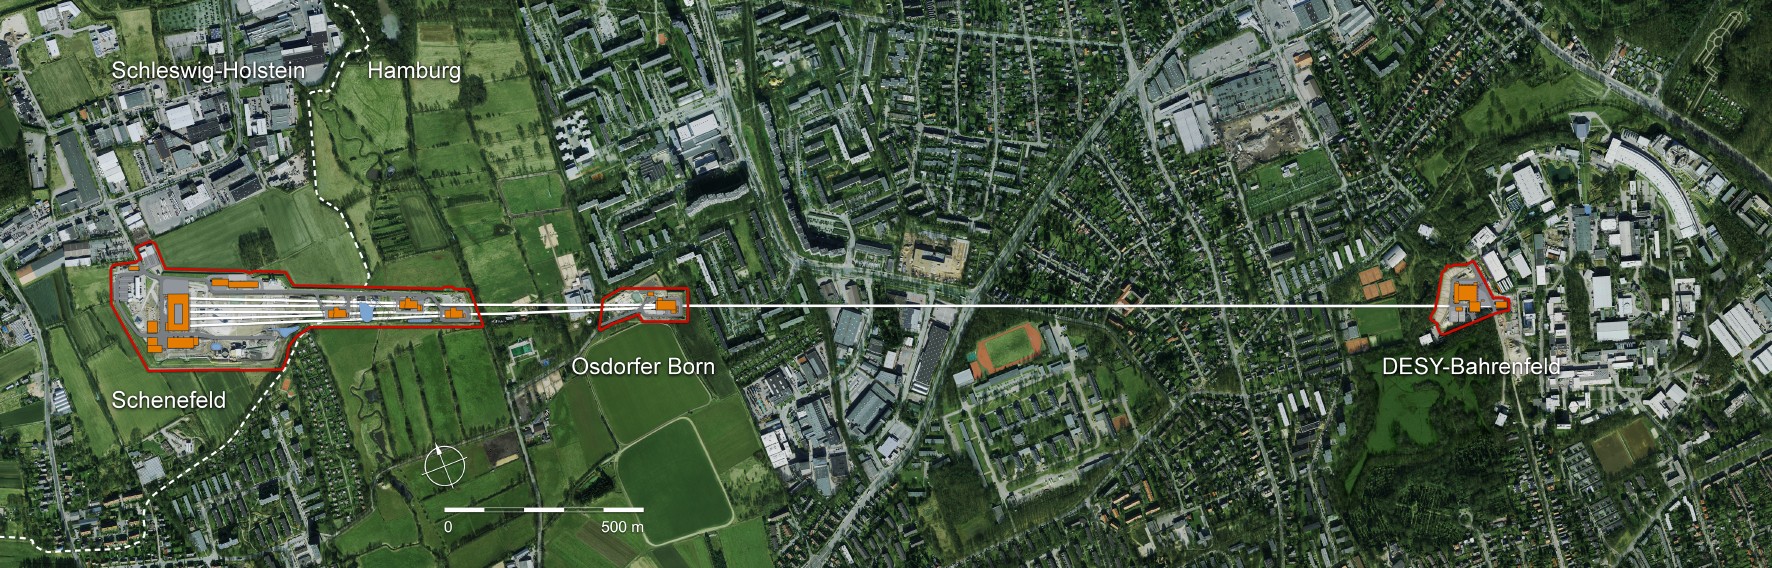 Schleswig-Holstein
Hamburg
Osdorfer Born
DESY-Bahrenfeld
Schenefeld
0
500 m